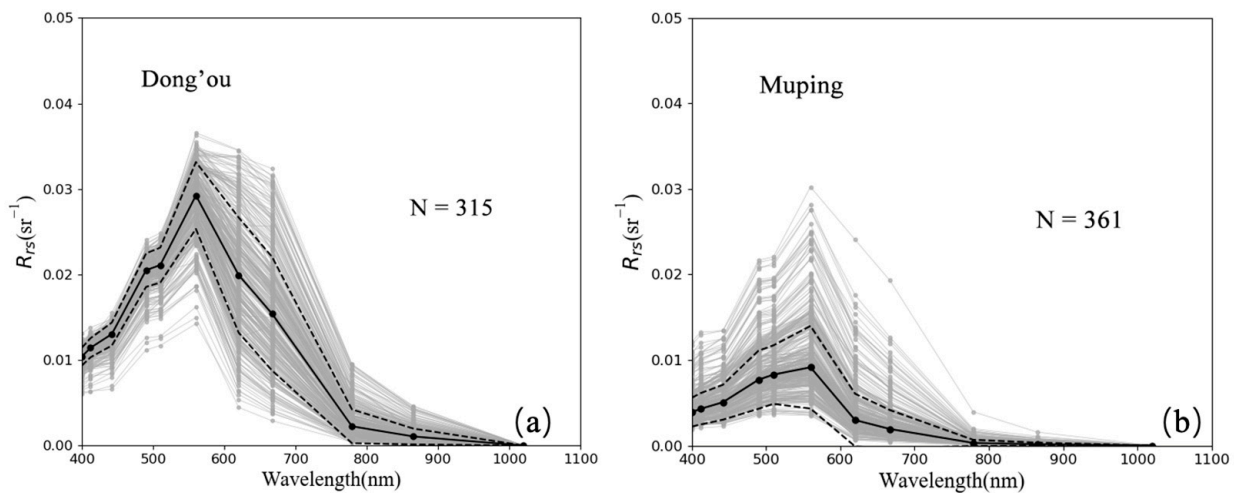 0.05
0.04
0.03
0.02
0.01
0.00
R_rs(sr⁻¹)
Dong’ou
N = 315
(a)
400 500 600 700 800 900 1000 1100
Wavelength(nm)
0.05
0.04
0.03
0.02
0.01
0.00
R_rs(sr⁻¹)
Muping
N = 361
(b)
400 500 600 700 800 900 1000 1100
Wavelength(nm)